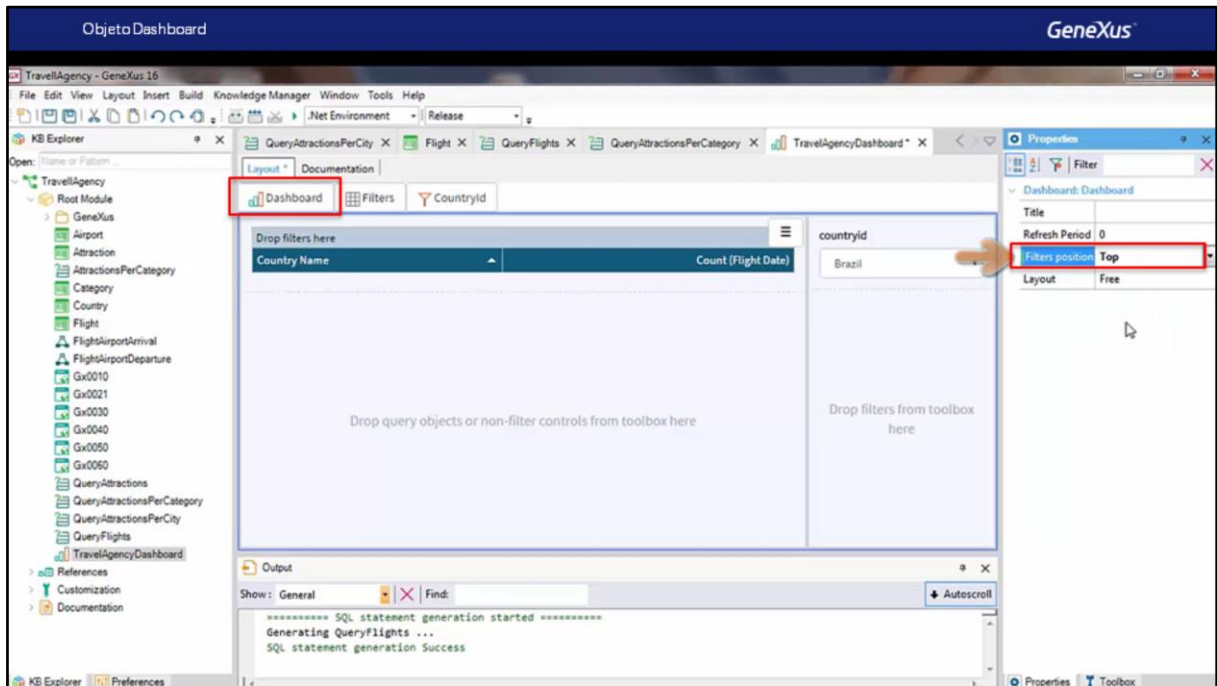 Objeto Dashboard
GeneXus
TravellAgency - GeneXus 16
File Edit View Layout Insert Build Knowledge Manager Window Tools Help
.Net Environment Release
KB Explorer
Open: Name or Pattern ...
TravellAgency
Root Module
GeneXus
Airport
Attraction
AttractionsPerCategory
Category
Country
Flight
FlightAirportArrival
FlightAirportDeparture
Gx0010
Gx0021
Gx0030
Gx0040
Gx0050
Gx0060
QueryAttractions
QueryAttractionsPerCategory
QueryAttractionsPerCity
QueryFlights
TravelAgencyDashboard
References
Customization
Documentation
KB Explorer Preferences
QueryAttractionsPerCity Flight QueryFlights QueryAttractionsPerCategory TravelAgencyDashboard *
Layout * Documentation
Dashboard Filters CountryId
Drop filters here
Country Name Count (Flight Date)
Drop query objects or non-filter controls from toolbox here
countryid
Brazil
Drop filters from toolbox
here
Output
Show: General Find: Autoscroll
========== SQL statement generation started ==========
Generating QueryFlights ...
SQL statement generation Success
Properties
Filter
Dashboard: Dashboard
Title
Refresh Period 0
Filters position Top
Layout Free
Properties Toolbox